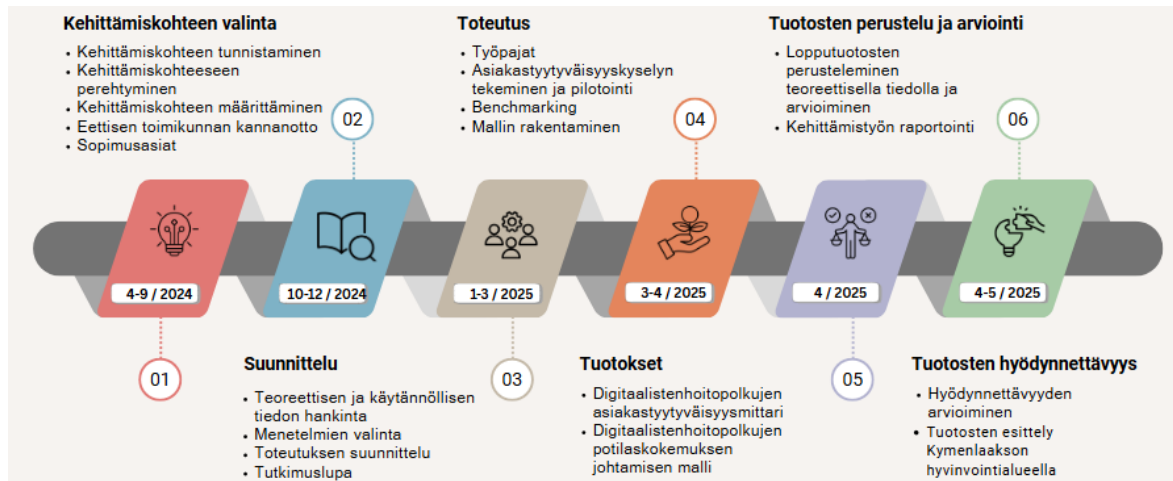 Kehittämiskohteen valinta
• Kehittämiskohteen tunnistaminen
• Kehittämiskohteeseen
perehtyminen
• Kehittämiskohteen määrittäminen
• Eettisen toimikunnan kannanotto
• Sopimusasiat
02
Toteutus
• Työpajat
• Asiakastyytyväisyyskyselyn
tekeminen ja pilotointi
• Benchmarking
• Mallin rakentaminen
04
Tuotosten perustelu ja arviointi
• Lopputuotosten
perusteleminen
teoreettisella tiedolla ja
arvioiminen
• Kehittämistyön raportointi
06
4-9 / 2024
10-12 / 2024
1-3 / 2025
3-4 / 2025
4 / 2025
4-5 / 2025
01
Suunnittelu
• Teoreettisen ja käytännöllisen
tiedon hankinta
• Menetelmien valinta
• Toteutuksen suunnittelu
• Tutkimuslupa
03
Tuotokset
• Digitaalistenhoitopolkujen
asiakastyytyväisyysmittari
• Digitaalistenhoitopolkujen
potilaskokemuksen
johtamisen malli
05
Tuotosten hyödynnettävyys
• Hyödynnettävyyden
arvioiminen
• Tuotosten esittely
Kymenlaakson
hyvinvointialueella